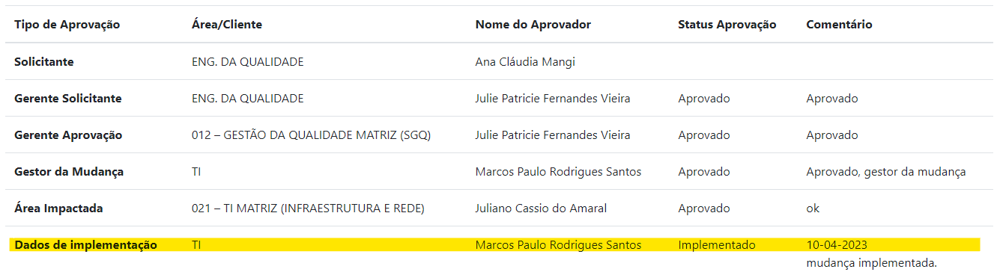 Tipo de Aprovação Área/Cliente Nome do Aprovador Status Aprovação Comentário
Solicitante ENG. DA QUALIDADE Ana Cláudia Mangi
Gerente Solicitante ENG. DA QUALIDADE Julie Patricie Fernandes Vieira Aprovado Aprovado
Gerente Aprovação 012 – GESTÃO DA QUALIDADE MATRIZ (SGQ) Julie Patricie Fernandes Vieira Aprovado Aprovado
Gestor da Mudança TI Marcos Paulo Rodrigues Santos Aprovado Aprovado, gestor da mudança
Área Impactada 021 – TI MATRIZ (INFRAESTRUTURA E REDE) Juliano Cassio do Amaral Aprovado ok
Dados de implementação TI Marcos Paulo Rodrigues Santos Implementado 10-04-2023
mudança implementada.